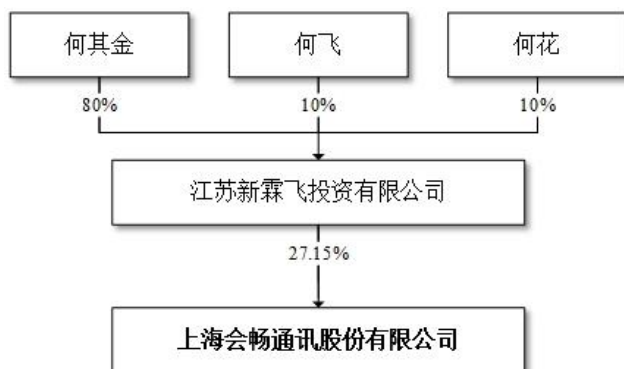 何其金 何飞 何花
80% 10% 10%
江苏新霖飞投资有限公司
27.15%
上海会畅通讯股份有限公司